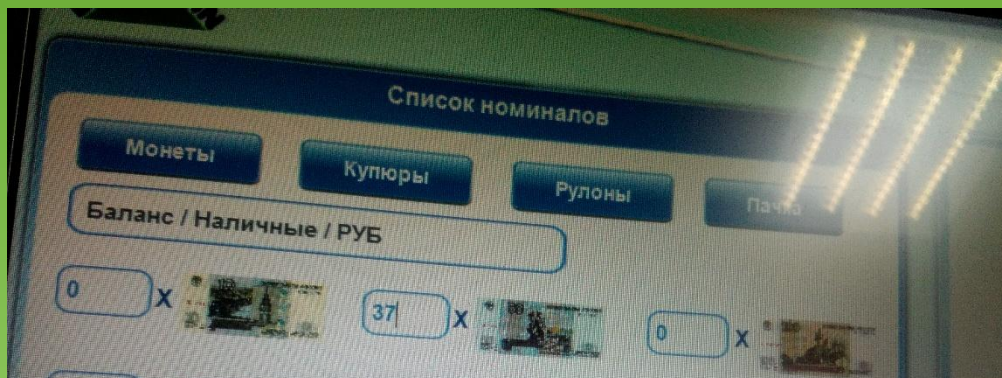 Список номиналов
Монеты Купюры Рулоны Пачка
Баланс / Наличные / РУБ
0 X 37 X 0 X